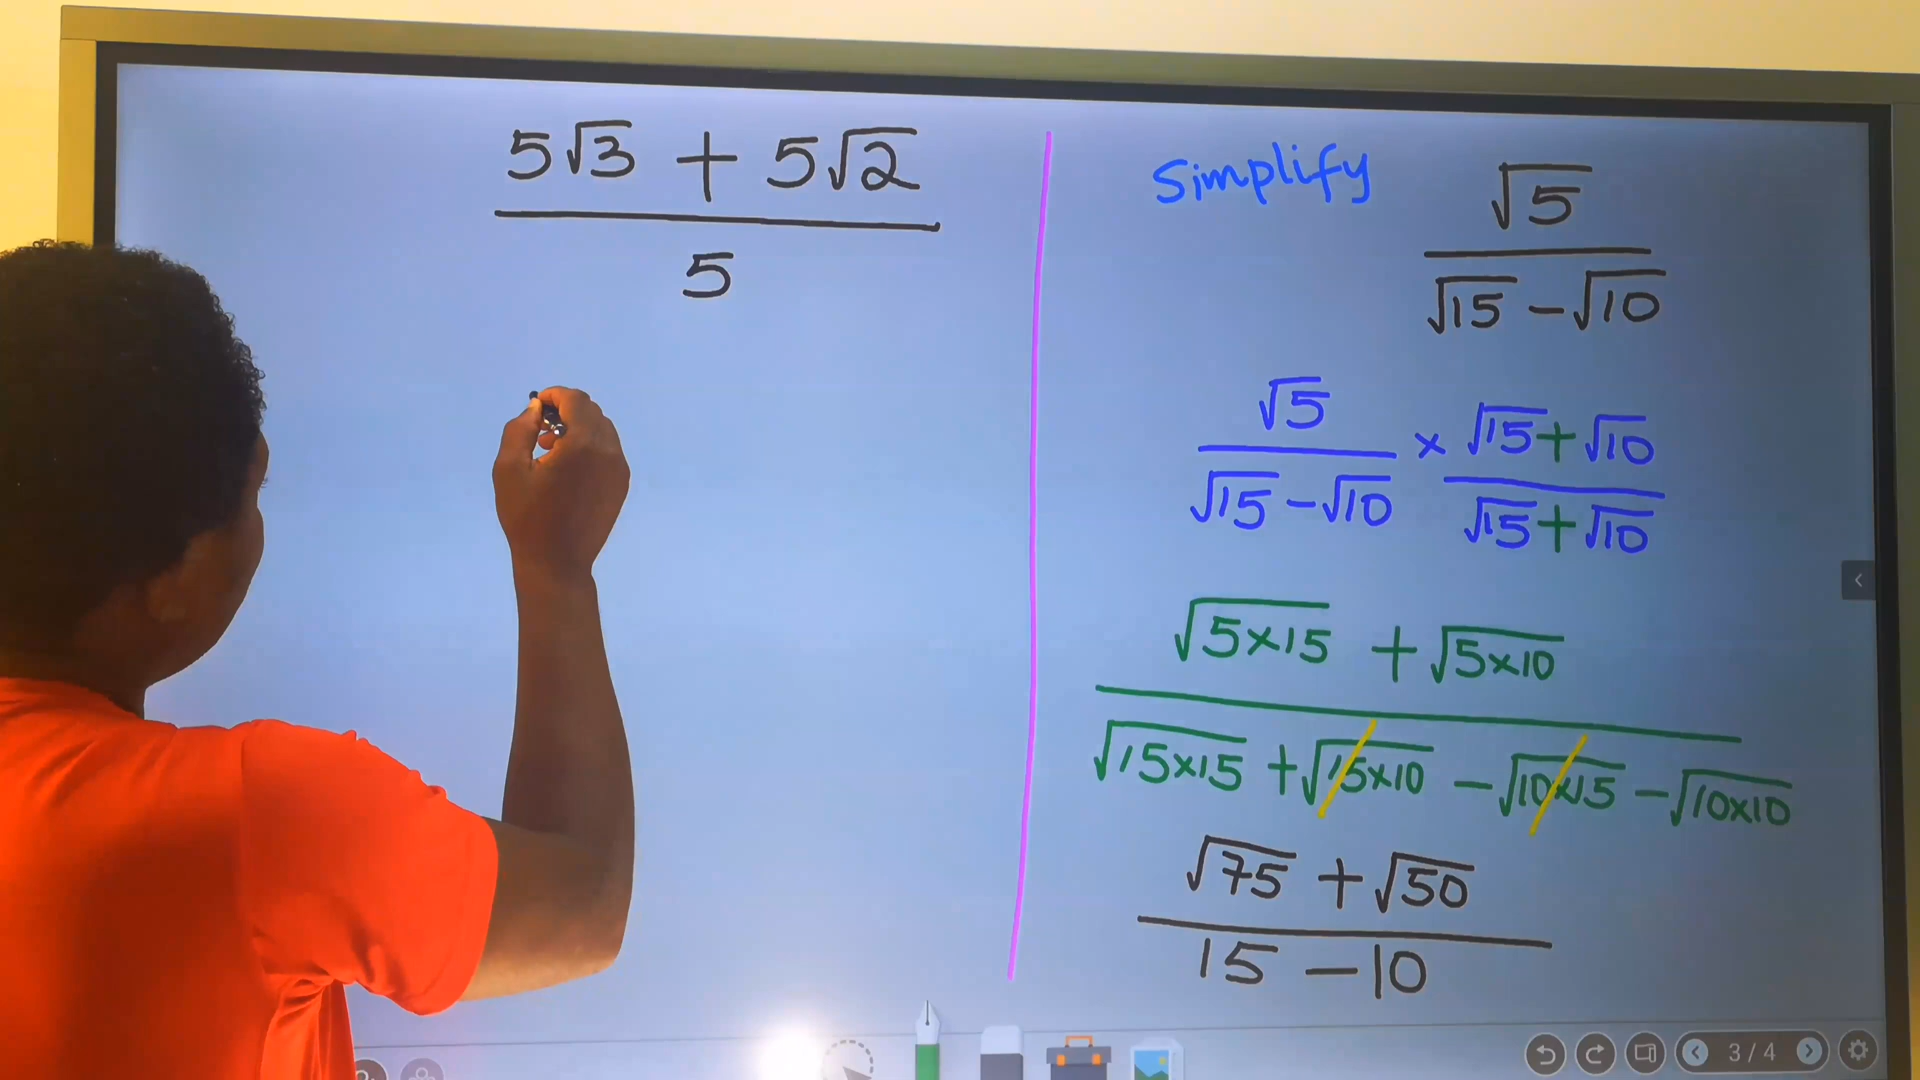 5√3 + 5√2
5
Simplify
√5
√15 - √10
√5 × √15 + √10
√15 - √10 √15 + √10
√5×15 + √5×10
√15×15 + √15×10 - √10×15 - √10×10
√75 + √50
15 - 10
3 / 4